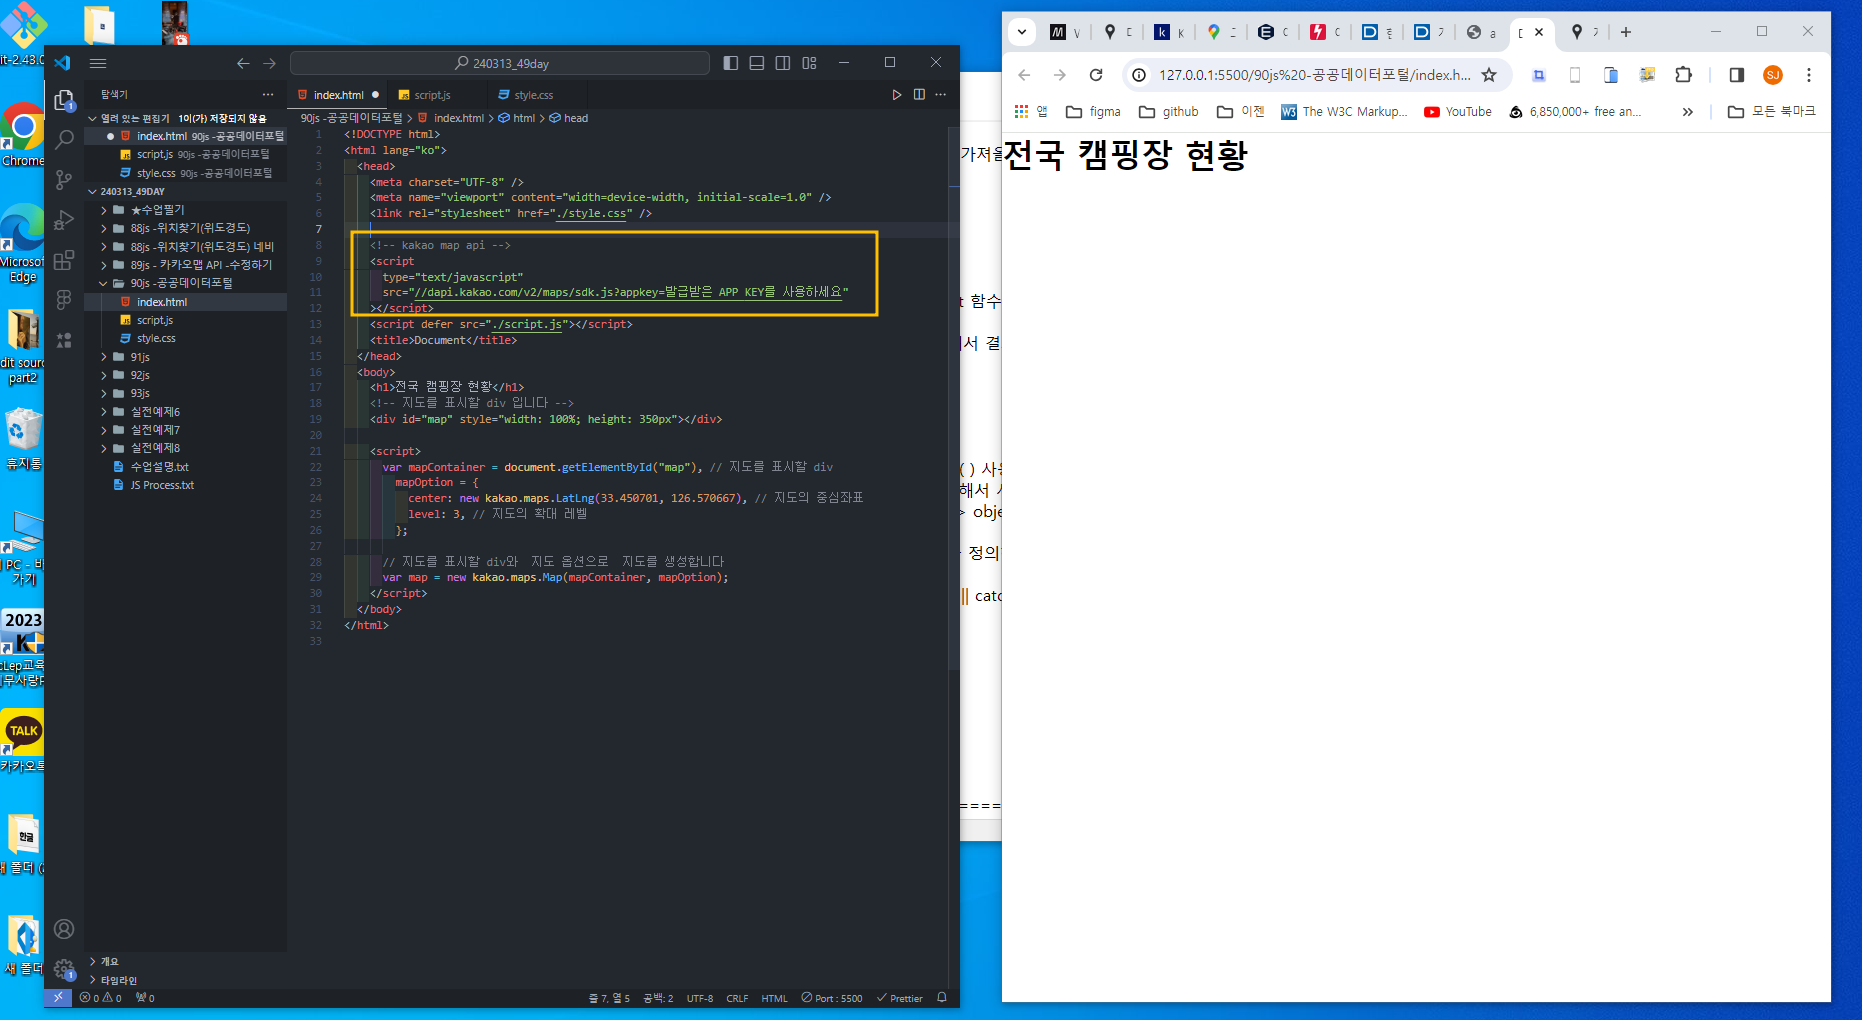 it-2.43.0
Chrome
Microsof
Edge
dit sourc
part2
휴지통
2023
TALK
카카오톡
한글
새 폴더
240313_49day
탐색기
열려 있는 편집기 1이(가) 저장되지 않음
index.html 90js -공공데이터포털
script.js 90js -공공데이터포털
style.css 90js -공공데이터포털
240313_49DAY
★수업필기
88js -위치찾기(위도경도)
88js -위치찾기(위도경도) 네비
89js - 카카오맵 API -수정하기
90js -공공데이터포털
index.html
script.js
style.css
91js
92js
93js
실전예제6
실전예제7
실전예제8
수업설명.txt
JS Process.txt
개요
타임라인
index.html
script.js
style.css
90js -공공데이터포털 > index.html > html > head
1 <!DOCTYPE html>
2 <html lang="ko">
3 <head>
4 <meta charset="UTF-8" />
5 <meta name="viewport" content="width=device-width, initial-scale=1.0" />
6 <link rel="stylesheet" href="./style.css" />
7
8 <!-- kakao map api -->
9 <script
10 type="text/javascript"
11 src="//dapi.kakao.com/v2/maps/sdk.js?appkey=발급받은 APP KEY를 사용하세요"
12 ></script>
13 <script defer src="./script.js"></script>
14 <title>Document</title>
15 </head>
16 <body>
17 <h1>전국 캠핑장 현황</h1>
18 <!-- 지도를 표시할 div 입니다 -->
19 <div id="map" style="width: 100%; height: 350px"></div>
20
21 <script>
22 var mapContainer = document.getElementById("map"), // 지도를 표시할 div
23 mapOption = {
24 center: new kakao.maps.LatLng(33.450701, 126.570667), // 지도의 중심좌표
25 level: 3, // 지도의 확대 레벨
26 };
27
28 // 지도를 표시할 div와  지도 옵션으로  지도를 생성합니다
29 var map = new kakao.maps.Map(mapContainer, mapOption);
30 </script>
31 </body>
32 </html>
33
0 0 0
줄 7, 열 5 공백: 2 UTF-8 CRLF HTML Port : 5500 Prettier
가져올
t 함수
서 결
( ) 사용
해서 사
> obje
정의
|| catc
====
127.0.0.1:5500/90js%20-공공데이터포털/index.h...
SJ
앱 figma github 이젠 The W3C Markup... YouTube 6,850,000+ free an... » 모든 북마크
전국 캠핑장 현황